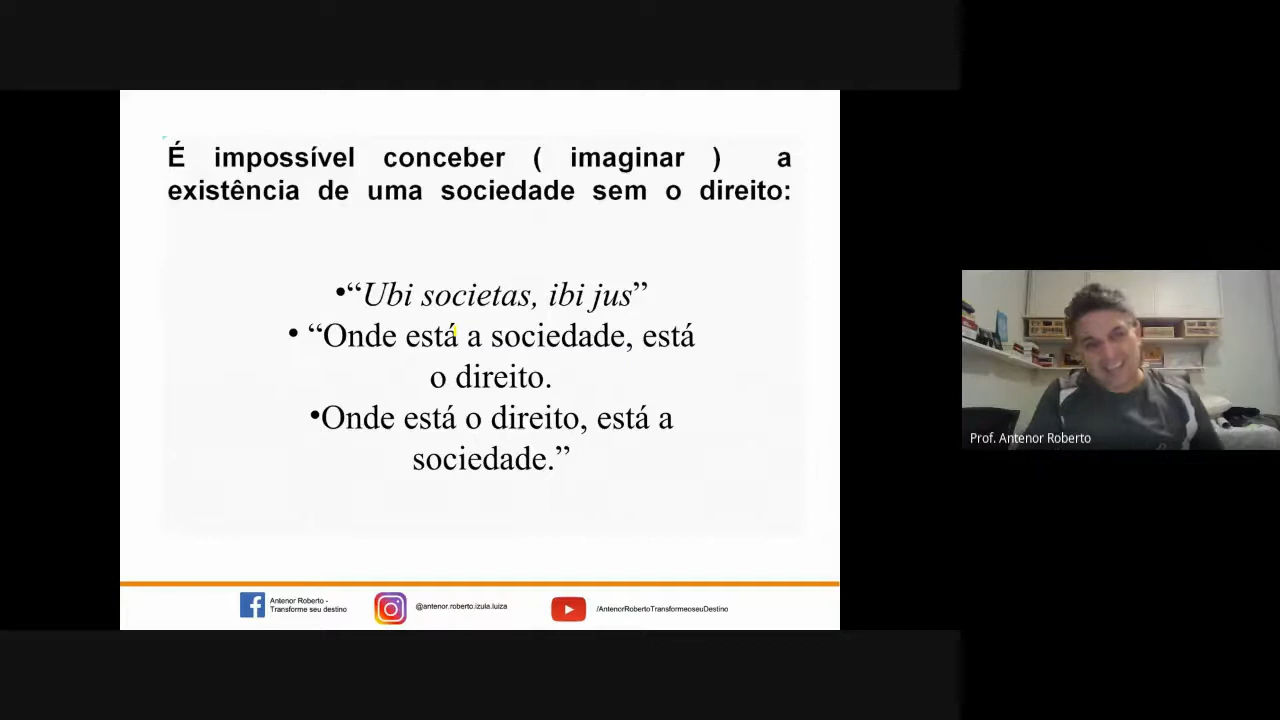 É impossível conceber ( imaginar ) a
existência de uma sociedade sem o direito:
•“Ubi societas, ibi jus”
• “Onde está a sociedade, está
o direito.
•Onde está o direito, está a
sociedade.”
Antenor Roberto -
Transforme seu destino
@antenor.roberto.izula.luiza
/AntenorRobertoTransformeoseuDestino
Prof. Antenor Roberto